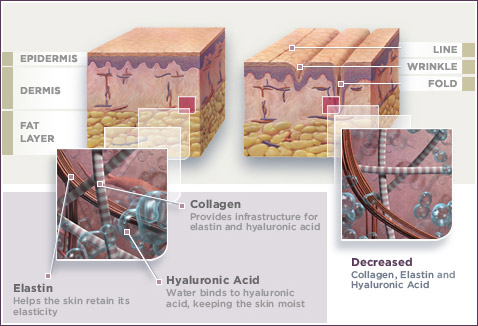 EPIDERMIS
DERMIS
FAT
LAYER
LINE
WRINKLE
FOLD
Collagen
Provides infrastructure for
elastin and hyaluronic acid
Elastin
Helps the skin retain its
elasticity
Hyaluronic Acid
Water binds to hyaluronic
acid, keeping the skin moist
Decreased
Collagen, Elastin and
Hyaluronic Acid